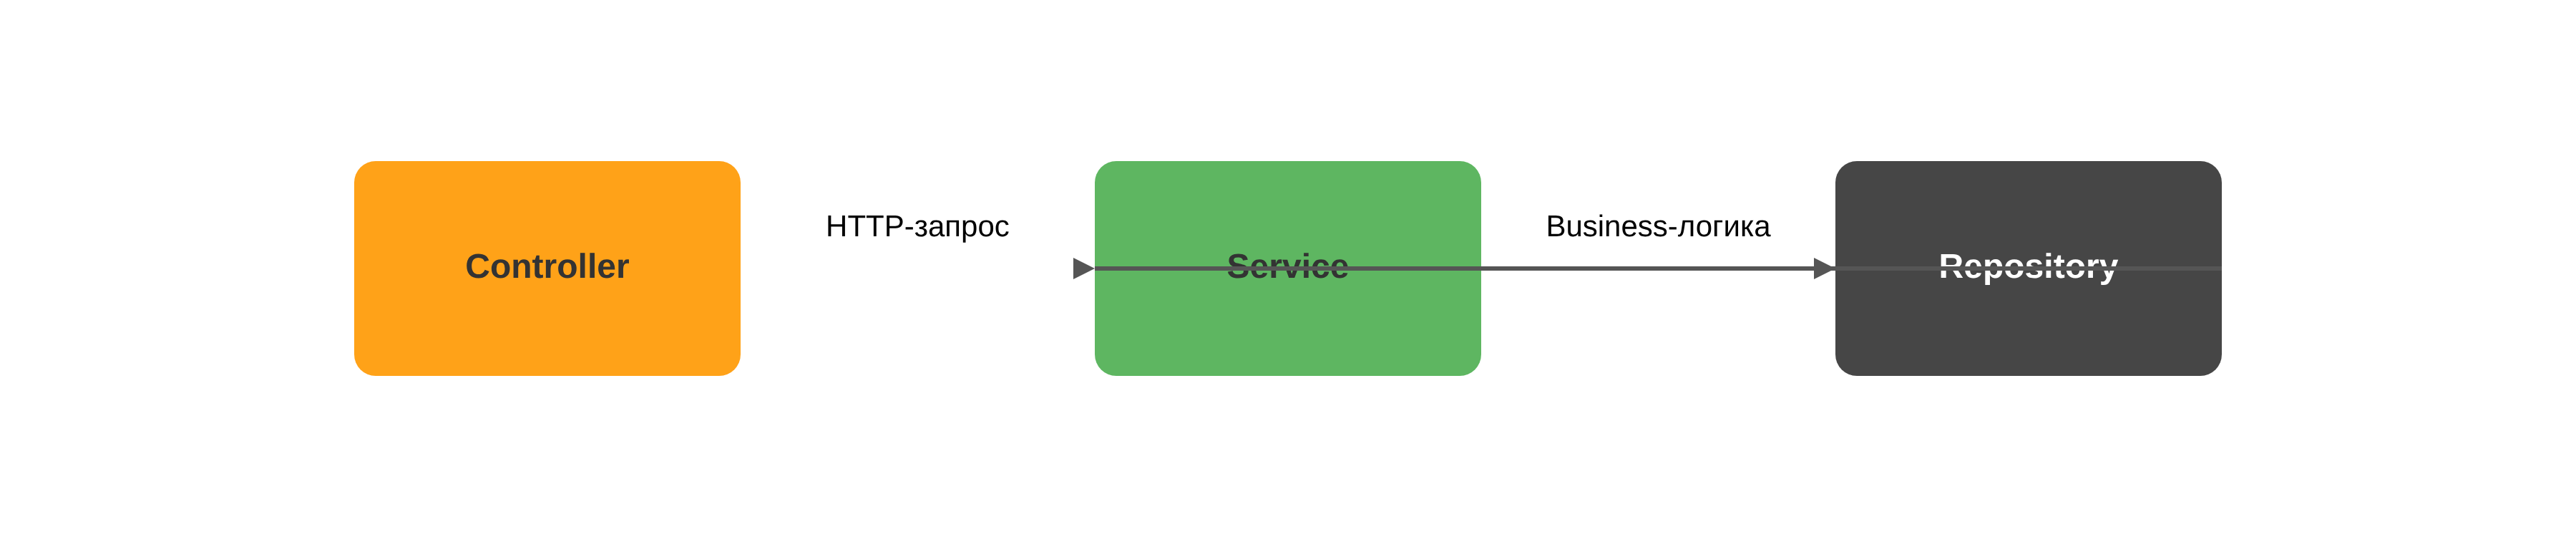 HTTP-запрос
Business-логика
Controller
Service
Repository